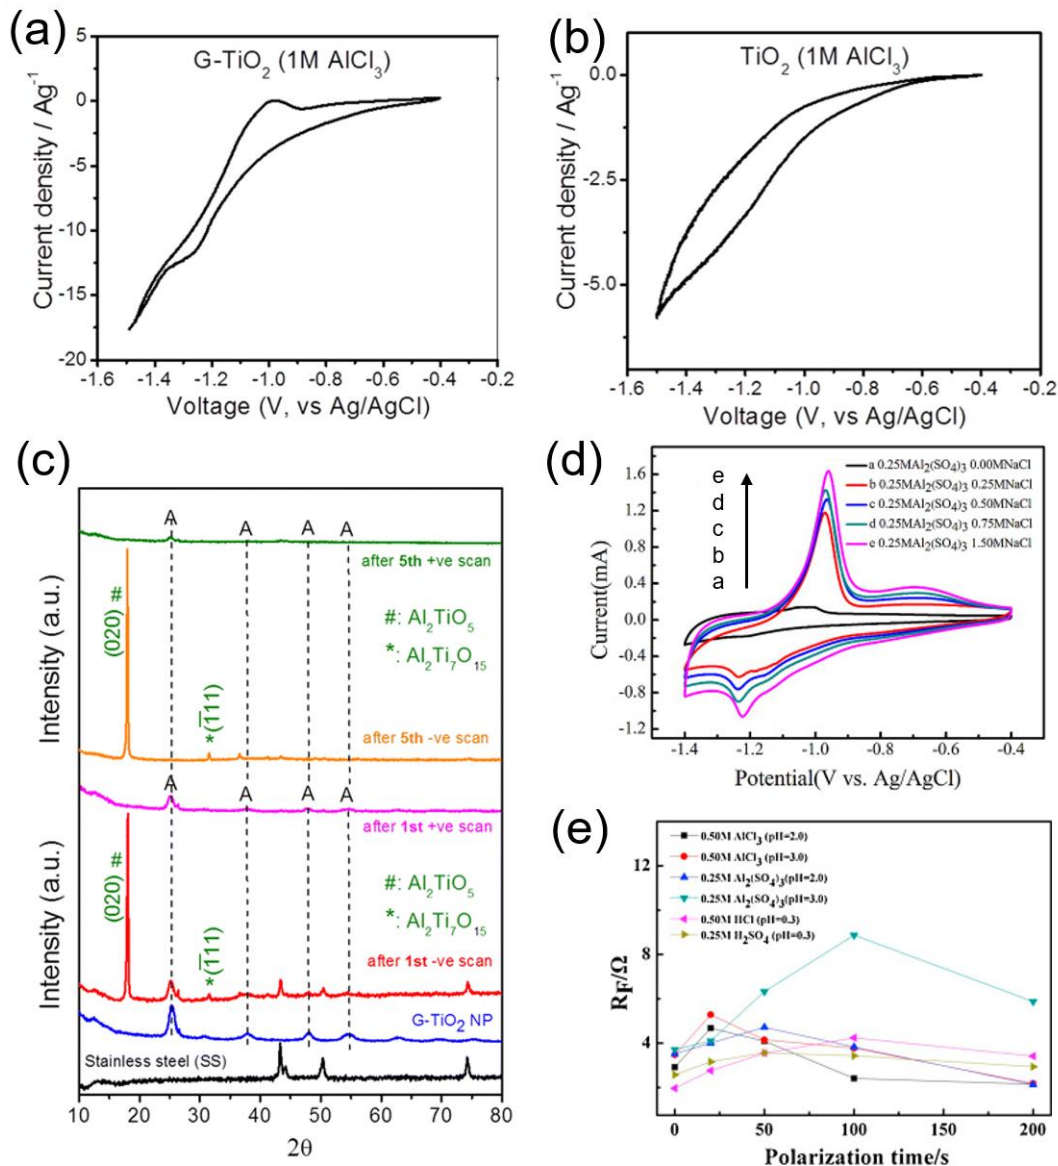 (a)
G-TiO₂ (1M AlCl₃)
Current density / Ag⁻¹
5
0
-5
-10
-15
-20
-1.6 -1.4 -1.2 -1.0 -0.8 -0.6 -0.4 -0.2
Voltage (V, vs Ag/AgCl)
(b)
TiO₂ (1M AlCl₃)
Current density / Ag⁻¹
0.0
-2.5
-5.0
-1.6 -1.4 -1.2 -1.0 -0.8 -0.6 -0.4 -0.2
Voltage (V, vs Ag/AgCl)
(c)
A A A A
after 5th +ve scan
(020) #
#: Al₂TiO₅
*: Al₂Ti₇O₁₅
*(1̅11)
after 5th -ve scan
A A A A
after 1st +ve scan
(020) #
#: Al₂TiO₅
*: Al₂Ti₇O₁₅
*(1̅11)
after 1st -ve scan
G-TiO₂ NP
Stainless steel (SS)
Intensity (a.u.)
Intensity (a.u.)
10 20 30 40 50 60 70 80
2θ
(d)
e
d
c
b
a
a 0.25MAl₂(SO₄)₃ 0.00MNaCl
b 0.25MAl₂(SO₄)₃ 0.25MNaCl
c 0.25MAl₂(SO₄)₃ 0.50MNaCl
d 0.25MAl₂(SO₄)₃ 0.75MNaCl
e 0.25MAl₂(SO₄)₃ 1.50MNaCl
Current(mA)
1.6
1.2
0.8
0.4
0.0
-0.4
-0.8
-1.2
-1.4 -1.2 -1.0 -0.8 -0.6 -0.4
Potential(V vs. Ag/AgCl)
(e)
0.50M AlCl₃ (pH=2.0)
0.50M AlCl₃ (pH=3.0)
0.25M Al₂(SO₄)₃(pH=2.0)
0.25M Al₂(SO₄)₃(pH=3.0)
0.50M HCl (pH=0.3)
0.25M H₂SO₄ (pH=0.3)
R_F/Ω
12
8
4
0 50 100 150 200
Polarization time/s